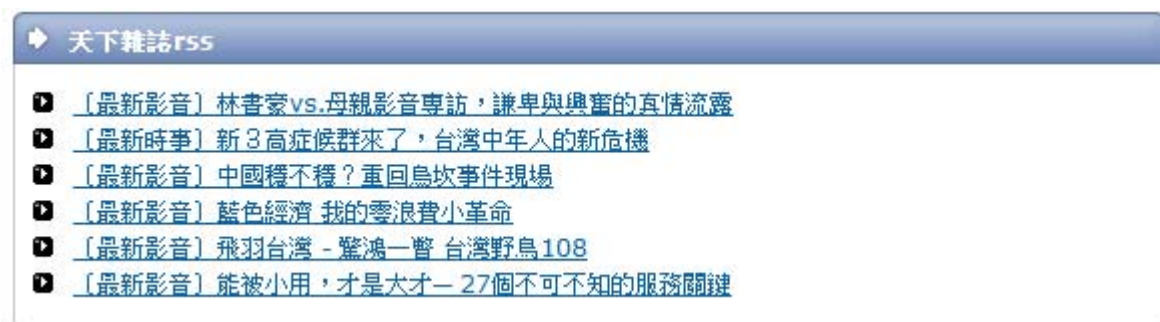 天下雜誌rss
〔最新影音〕林書豪vs.母親影音專訪，謙卑與興奮的真情流露
〔最新時事〕新３高症候群來了，台灣中年人的新危機
〔最新影音〕中國穩不穩？重回烏坎事件現場
〔最新影音〕藍色經濟 我的零浪費小革命
〔最新影音〕飛羽台灣 - 驚鴻一瞥 台灣野鳥108
〔最新影音〕能被小用，才是大才— 27個不可不知的服務關鍵